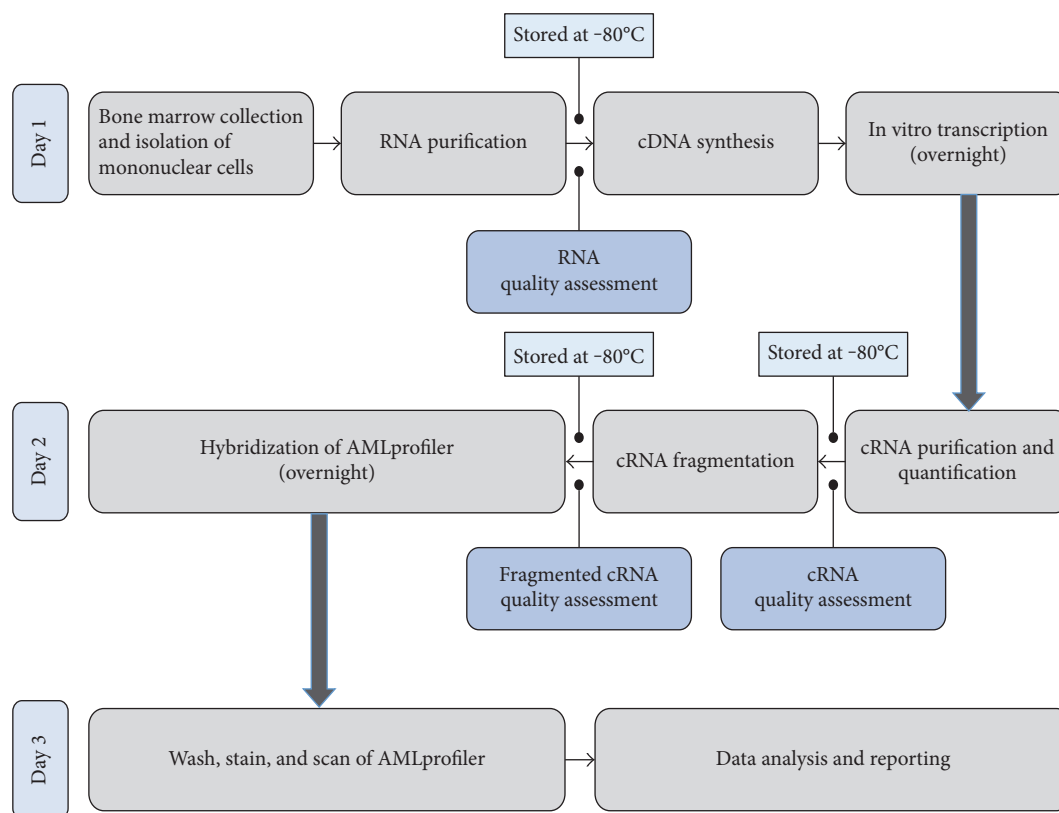 Stored at -80°C
Day 1
Bone marrow collection
and isolation of
mononuclear cells
RNA purification
cDNA synthesis
In vitro transcription
(overnight)
RNA
quality assessment
Stored at -80°C
Stored at -80°C
Day 2
Hybridization of AMLprofiler
(overnight)
cRNA fragmentation
cRNA purification and
quantification
Fragmented cRNA
quality assessment
cRNA
quality assessment
Day 3
Wash, stain, and scan of AMLprofiler
Data analysis and reporting